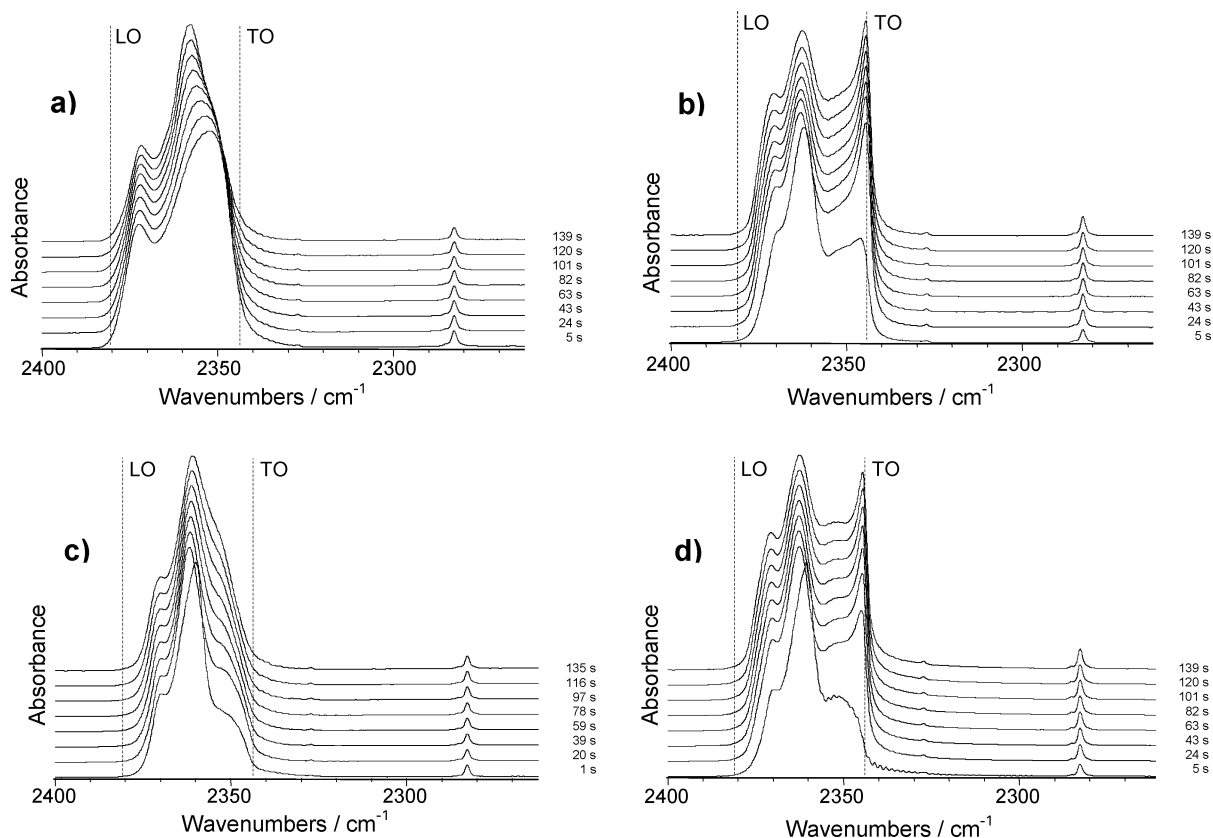 a)
LO
TO
Absorbance
139 s
120 s
101 s
82 s
63 s
43 s
24 s
5 s
2400
2350
2300
Wavenumbers / cm-1
b)
LO
TO
Absorbance
139 s
120 s
101 s
82 s
63 s
43 s
24 s
5 s
2400
2350
2300
Wavenumbers / cm-1
c)
LO
TO
Absorbance
135 s
116 s
97 s
78 s
59 s
39 s
20 s
1 s
2400
2350
2300
Wavenumbers / cm-1
d)
LO
TO
Absorbance
139 s
120 s
101 s
82 s
63 s
43 s
24 s
5 s
2400
2350
2300
Wavenumbers / cm-1